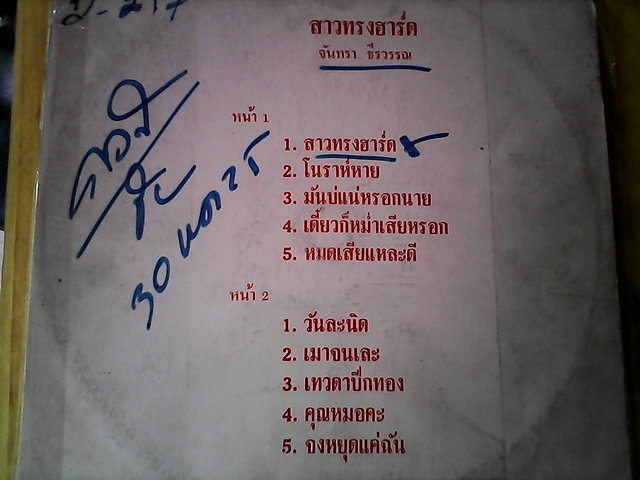 สาวทรงฮาร์ด
จันทรา ธีรวรรณ
หน้า 1
1. สาวทรงฮาร์ด
2. โนราห์หาย
3. มันบ่แน่หรอกนาย
4. เดี๋ยวก็หม่ำเสียหรอก
5. หมดเสียแหละดี
หน้า 2
1. วันละนิด
2. เมาจนเละ
3. เทวดาปีกทอง
4. คุณหมอคะ
5. จงหยุดแค่ฉัน
30